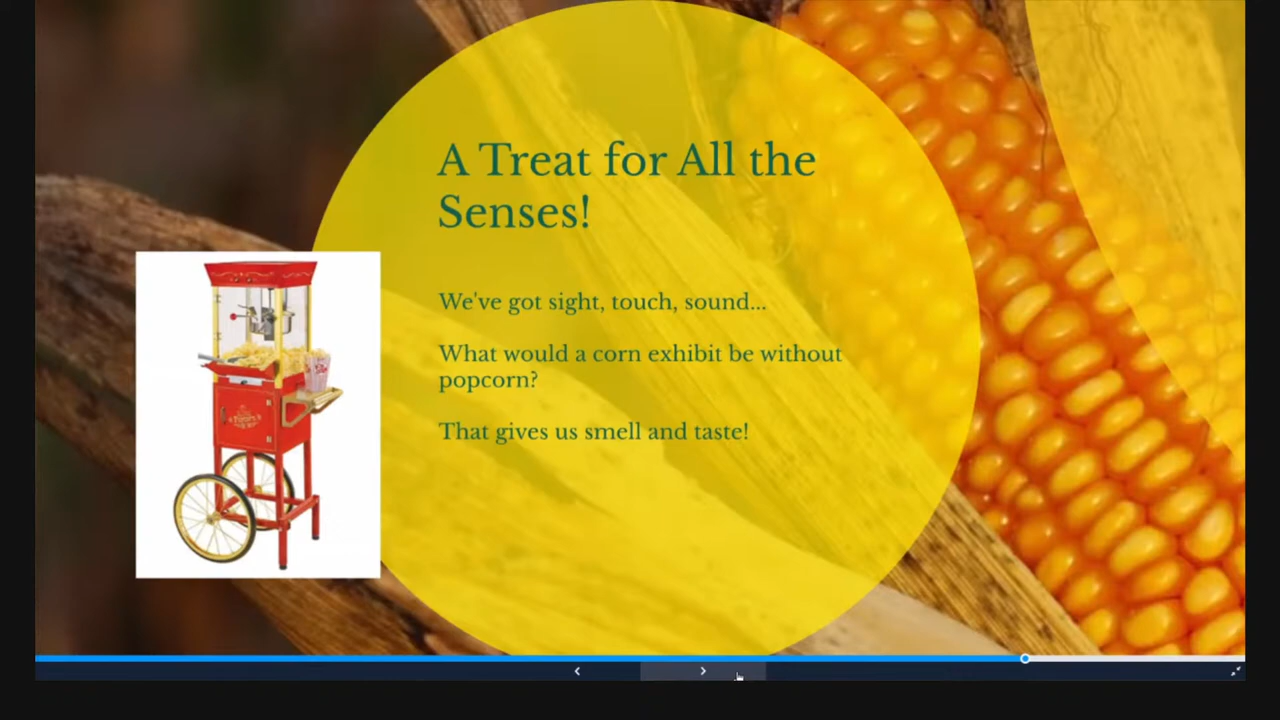 A Treat for All the
Senses!
We've got sight, touch, sound...
What would a corn exhibit be without
popcorn?
That gives us smell and taste!